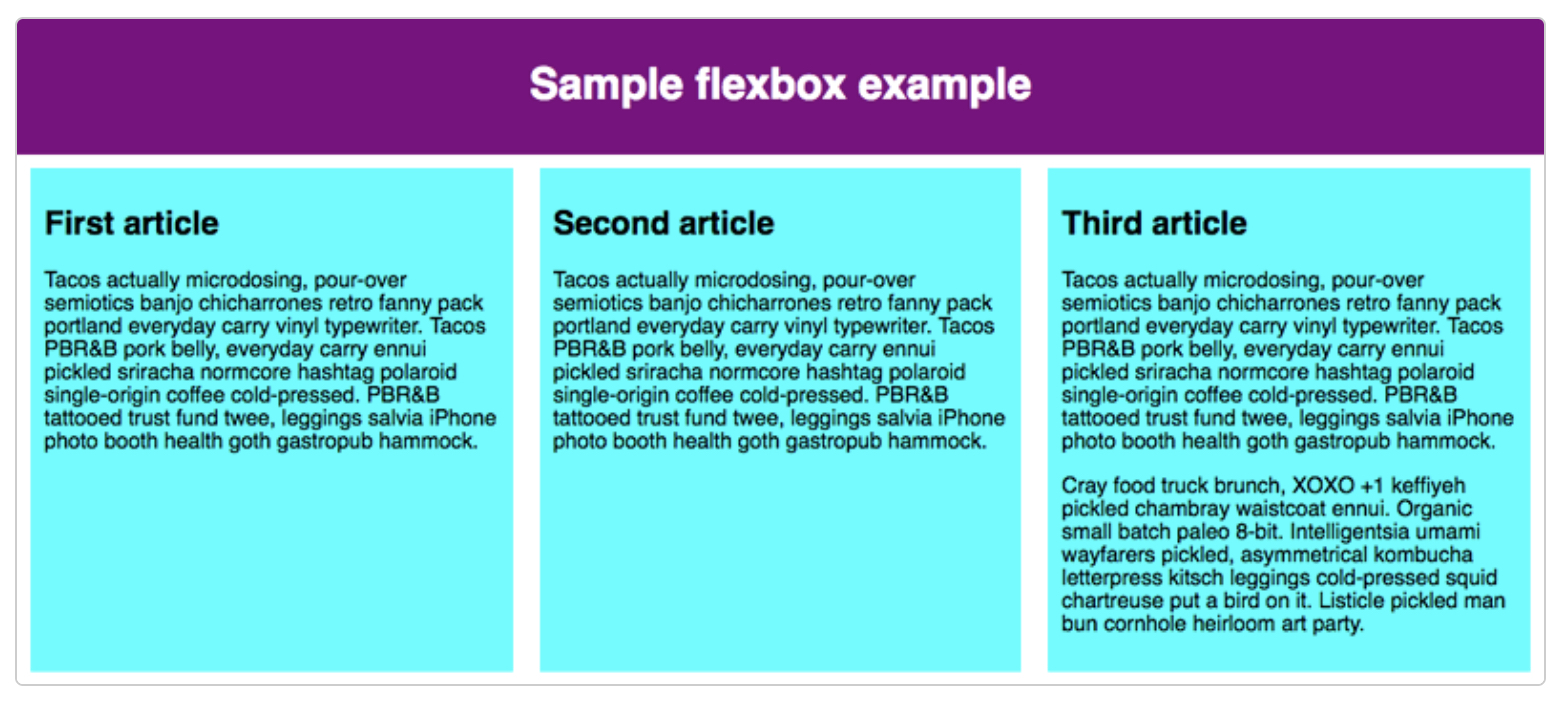 Sample flexbox example
First article
Tacos actually microdosing, pour-over
semiotics banjo chicharrones retro fanny pack
portland everyday carry vinyl typewriter. Tacos
PBR&B pork belly, everyday carry ennui
pickled sriracha normcore hashtag polaroid
single-origin coffee cold-pressed. PBR&B
tattooed trust fund twee, leggings salvia iPhone
photo booth health goth gastropub hammock.
Second article
Tacos actually microdosing, pour-over
semiotics banjo chicharrones retro fanny pack
portland everyday carry vinyl typewriter. Tacos
PBR&B pork belly, everyday carry ennui
pickled sriracha normcore hashtag polaroid
single-origin coffee cold-pressed. PBR&B
tattooed trust fund twee, leggings salvia iPhone
photo booth health goth gastropub hammock.
Third article
Tacos actually microdosing, pour-over
semiotics banjo chicharrones retro fanny pack
portland everyday carry vinyl typewriter. Tacos
PBR&B pork belly, everyday carry ennui
pickled sriracha normcore hashtag polaroid
single-origin coffee cold-pressed. PBR&B
tattooed trust fund twee, leggings salvia iPhone
photo booth health goth gastropub hammock.
Cray food truck brunch, XOXO +1 keffiyeh
pickled chambray waistcoat ennui. Organic
small batch paleo 8-bit. Intelligentsia umami
wayfarers pickled, asymmetrical kombucha
letterpress kitsch leggings cold-pressed squid
chartreuse put a bird on it. Listicle pickled man
bun cornhole heirloom art party.